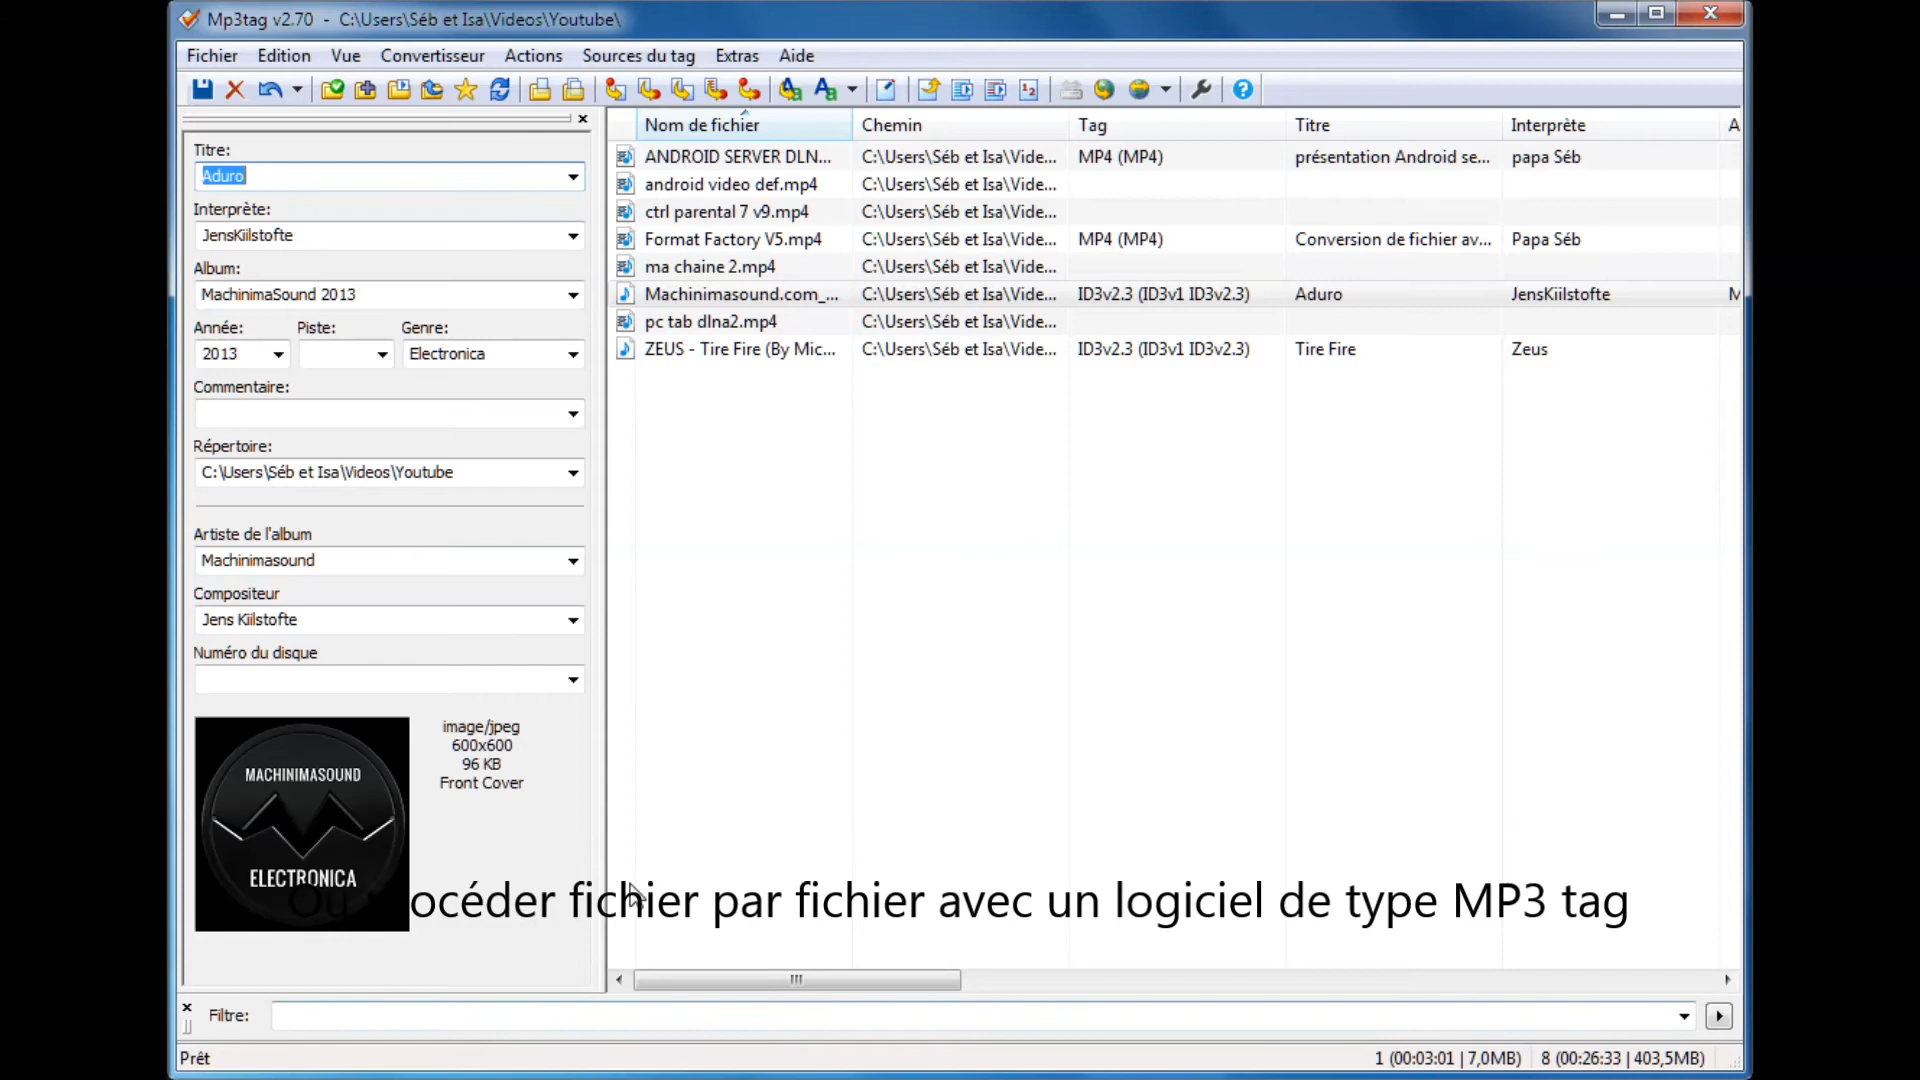 Mp3tag v2.70 - C:\Users\Séb et Isa\Videos\Youtube\
Fichier Edition Vue Convertisseur Actions Sources du tag Extras Aide
Titre:
Aduro
Interprète:
JensKiilstofte
Album:
MachinimaSound 2013
Année: Piste: Genre:
2013 Electronica
Commentaire:
Répertoire:
C:\Users\Séb et Isa\Videos\Youtube
Artiste de l'album
Machinimasound
Compositeur
Jens Kiilstofte
Numéro du disque
MACHINIMASOUND
ELECTRONICA
image/jpeg
600x600
96 KB
Front Cover
Nom de fichier Chemin Tag Titre Interprète A
ANDROID SERVER DLN... C:\Users\Séb et Isa\Vide... MP4 (MP4) présentation Android se... papa Séb
android video def.mp4 C:\Users\Séb et Isa\Vide...
ctrl parental 7 v9.mp4 C:\Users\Séb et Isa\Vide...
Format Factory V5.mp4 C:\Users\Séb et Isa\Vide... MP4 (MP4) Conversion de fichier av... Papa Séb
ma chaine 2.mp4 C:\Users\Séb et Isa\Vide...
Machinimasound.com_... C:\Users\Séb et Isa\Vide... ID3v2.3 (ID3v1 ID3v2.3) Aduro JensKiilstofte M
pc tab dlna2.mp4 C:\Users\Séb et Isa\Vide...
ZEUS - Tire Fire (By Mic... C:\Users\Séb et Isa\Vide... ID3v2.3 (ID3v1 ID3v2.3) Tire Fire Zeus
Ou procéder fichier par fichier avec un logiciel de type MP3 tag
Filtre:
Prêt 1 (00:03:01 | 7,0MB) 8 (00:26:33 | 403,5MB)